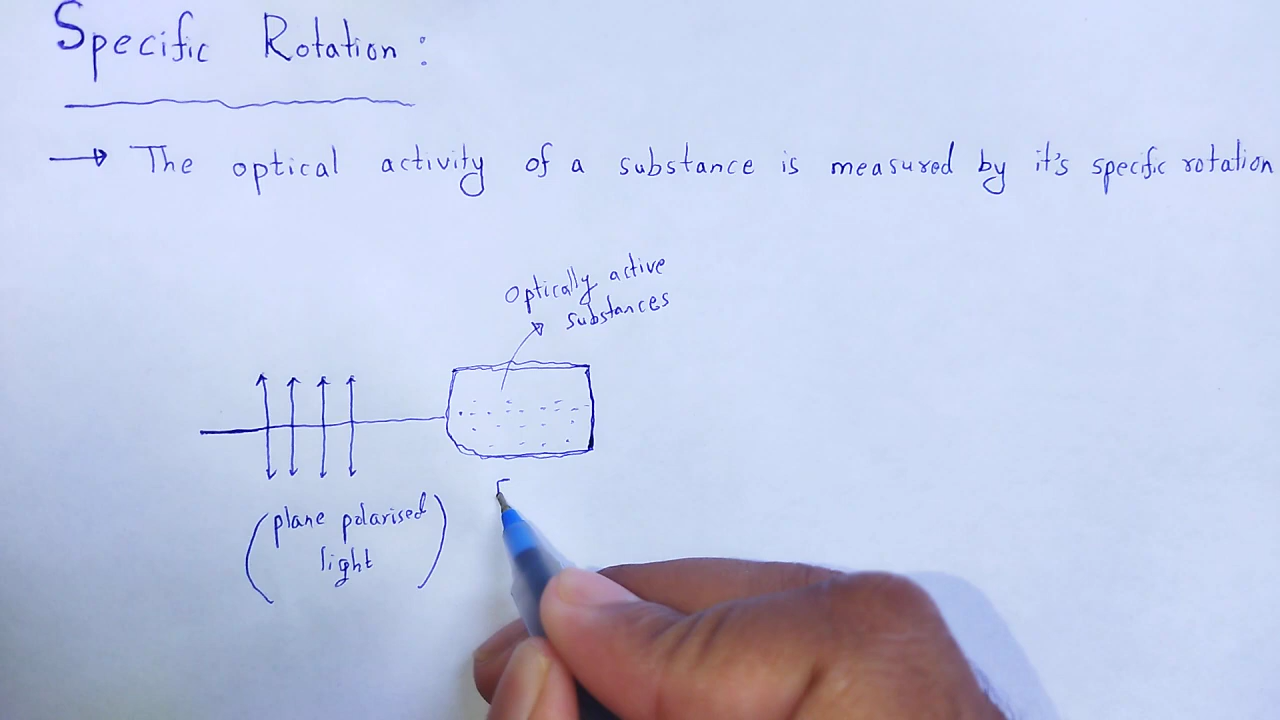 Specific Rotation :
→ The optical activity of a substance is measured by it's specific rotation
Optically active
substances
(plane polarised
light)